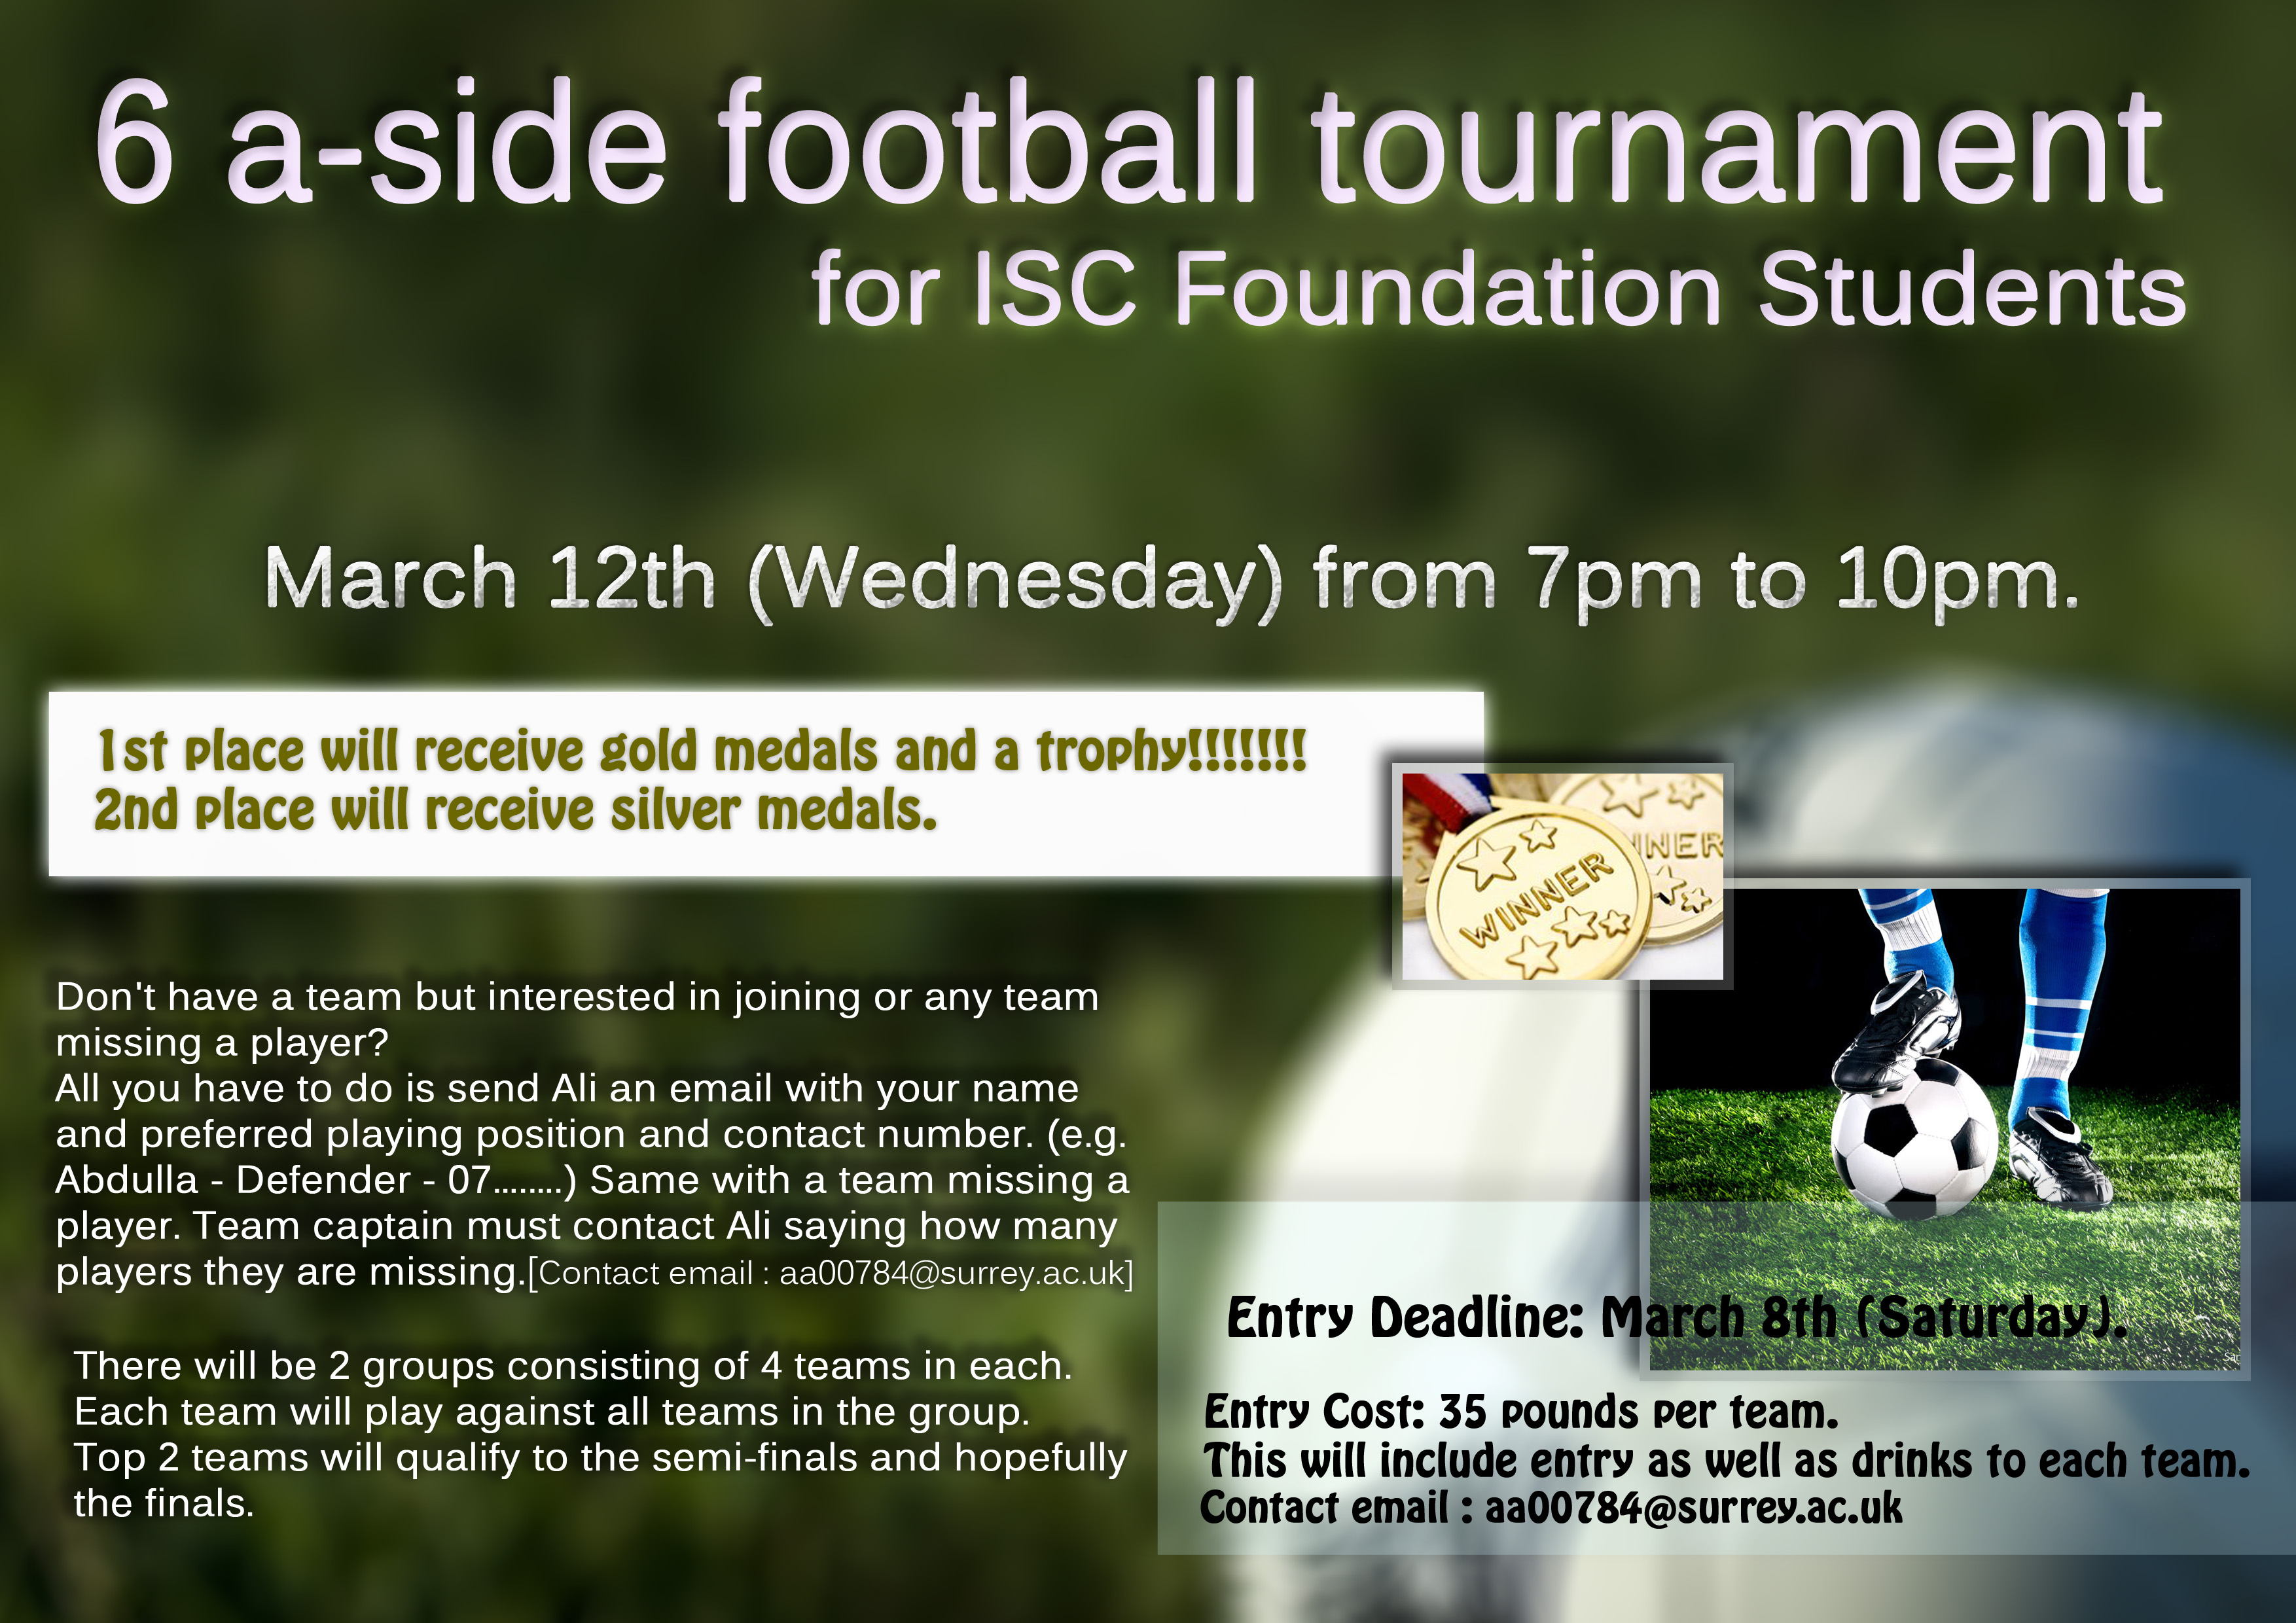 6 a-side football tournament
for ISC Foundation Students
March 12th (Wednesday) from 7pm to 10pm.
1st place will receive gold medals and a trophy!!!!!!!
2nd place will receive silver medals.
WINNER
INNER
Don't have a team but interested in joining or any team
missing a player?
All you have to do is send Ali an email with your name
and preferred playing position and contact number. (e.g.
Abdulla - Defender - 07........) Same with a team missing a
player. Team captain must contact Ali saying how many
players they are missing.[Contact email : aa00784@surrey.ac.uk]
There will be 2 groups consisting of 4 teams in each.
Each team will play against all teams in the group.
Top 2 teams will qualify to the semi-finals and hopefully
the finals.
Entry Deadline: March 8th (Saturday).
Entry Cost: 35 pounds per team.
This will include entry as well as drinks to each team.
Contact email : aa00784@surrey.ac.uk